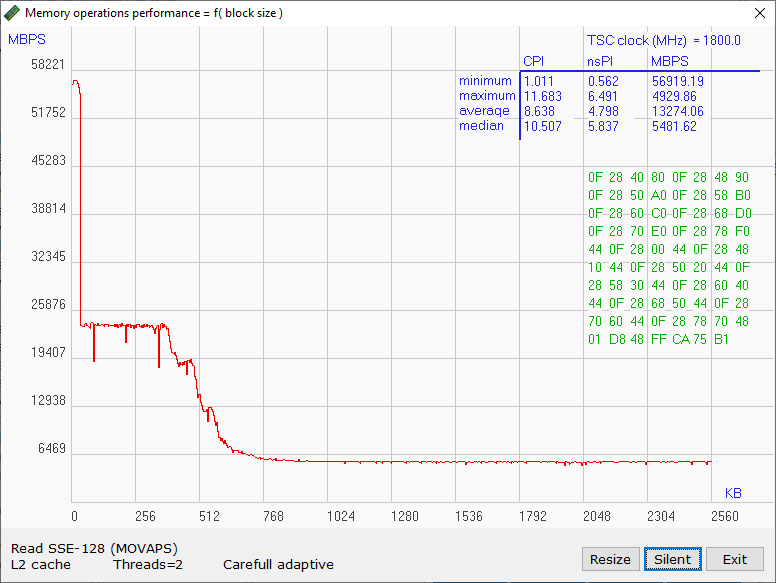 Memory operations performance = f( block size )
MBPS
TSC clock (MHz) = 1800.0
CPI nsPI MBPS
minimum 1.011 0.562 56919.19
maximum 11.683 6.491 4929.86
average 8.638 4.798 13274.06
median 10.507 5.837 5481.62
58221
51752
45283
38814
32345
25876
19407
12938
6469
0F 28 40 80 0F 28 48 90
0F 28 50 A0 0F 28 58 B0
0F 28 60 C0 0F 28 68 D0
0F 28 70 E0 0F 28 78 F0
44 0F 28 00 44 0F 28 48
10 44 0F 28 50 20 44 0F
28 58 30 44 0F 28 60 40
44 0F 28 68 50 44 0F 28
70 60 44 0F 28 78 70 48
01 D8 48 FF CA 75 B1
KB
0 256 512 768 1024 1280 1536 1792 2048 2304 2560
Read SSE-128 (MOVAPS)
L2 cache Threads=2 Carefull adaptive
Resize Silent Exit